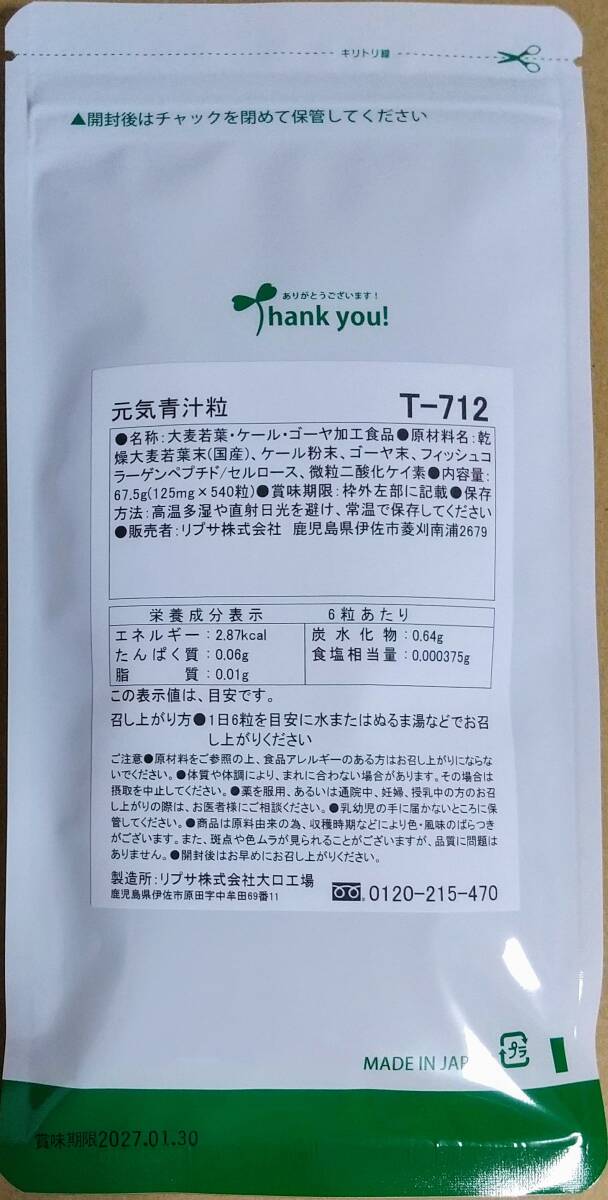 キリトリ線
▲開封後はチャックを閉めて保管してください
ありがとうございます!
Thank you!
元気青汁粒 T-712
●名称:大麦若葉・ケール・ゴーヤ加工食品●原材料名:乾
燥大麦若葉末(国産)、ケール粉末、ゴーヤ末、フィッシュコ
ラーゲンペプチド/セルロース、微粒二酸化ケイ素●内容量:
67.5g(125mg×540粒)●賞味期限:枠外左部に記載●保存
方法:高温多湿や直射日光を避け、常温で保存してください
●販売者:リプサ株式会社 鹿児島県伊佐市菱刈南浦2679
栄養成分表示 6粒あたり
エネルギー:2.87kcal 炭水化物:0.64g
たんぱく質:0.06g 食塩相当量:0.000375g
脂質:0.01g
この表示値は、目安です。
召し上がり方●1日6粒を目安に水またはぬるま湯などでお召
し上がりください
ご注意●原材料をご参照の上、食品アレルギーのある方はお召し上がりにならな
いでください。●体質や体調により、まれに合わない場合があります。その場合は
摂取を中止してください。●薬を服用、あるいは通院中、妊婦、授乳中の方のお召
し上がりの際は、お医者様にご相談ください。●乳幼児の手に届かないところに保
管してください。●商品は原料由来の為、収穫時期などにより色・風味のばらつき
がございます。また、斑点や色ムラが見られることがございますが、品質に問題は
ありません。●開封後はお早めにお召し上がりください。
製造所:リプサ株式会社大口工場
鹿児島県伊佐市原田字中牟田69番11
0120-215-470
MADE IN JAP
プラ
賞味期限2027.01.30